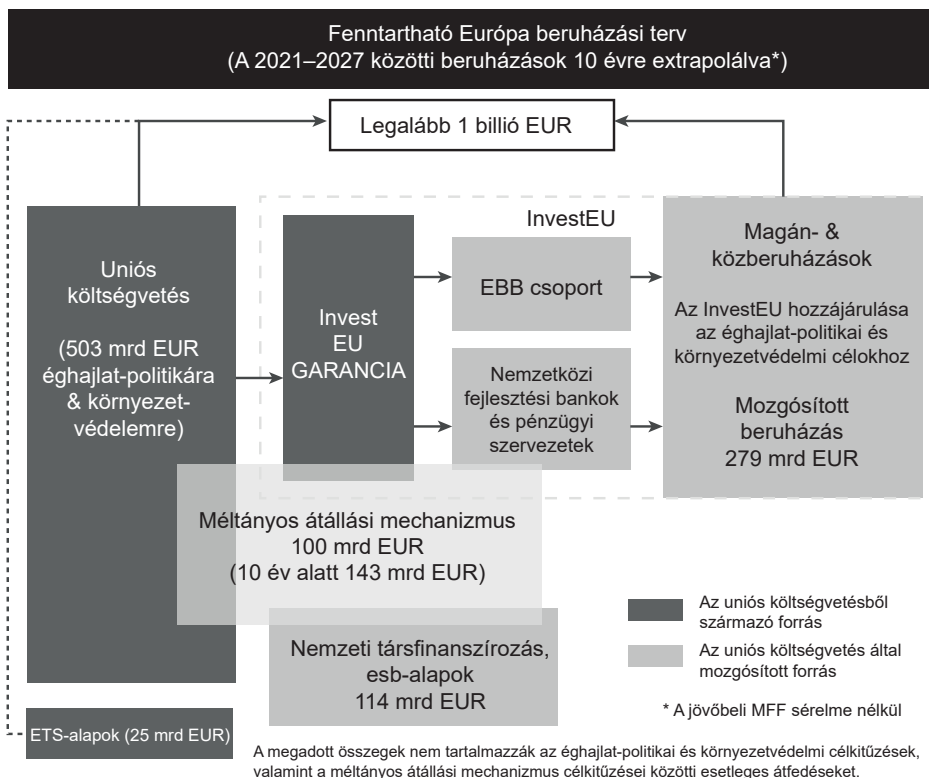 Fenntartható Európa beruházási terv
(A 2021–2027 közötti beruházások 10 évre extrapolálva*)
Legalább 1 billió EUR
Uniós
költségvetés
(503 mrd EUR
éghajlat-politikára
& környezet-
védelemre)
InvestEU
Invest
EU
GARANCIA
EBB csoport
Nemzetközi
fejlesztési bankok
és pénzügyi
szervezetek
Magán- &
közberuházások
Az InvestEU hozzájárulása
az éghajlat-politikai és
környezetvédelmi célokhoz
Mozgósított
beruházás
279 mrd EUR
Méltányos átállási mechanizmus
100 mrd EUR
(10 év alatt 143 mrd EUR)
Nemzeti társfinanszírozás,
esb-alapok
114 mrd EUR
Az uniós költségvetésből
származó forrás
Az uniós költségvetés által
mozgósított forrás
* A jövőbeli MFF sérelme nélkül
ETS-alapok (25 mrd EUR)
A megadott összegek nem tartalmazzák az éghajlat-politikai és környezetvédelmi célkitűzések,
valamint a méltányos átállási mechanizmus célkitűzései közötti esetleges átfedéseket.